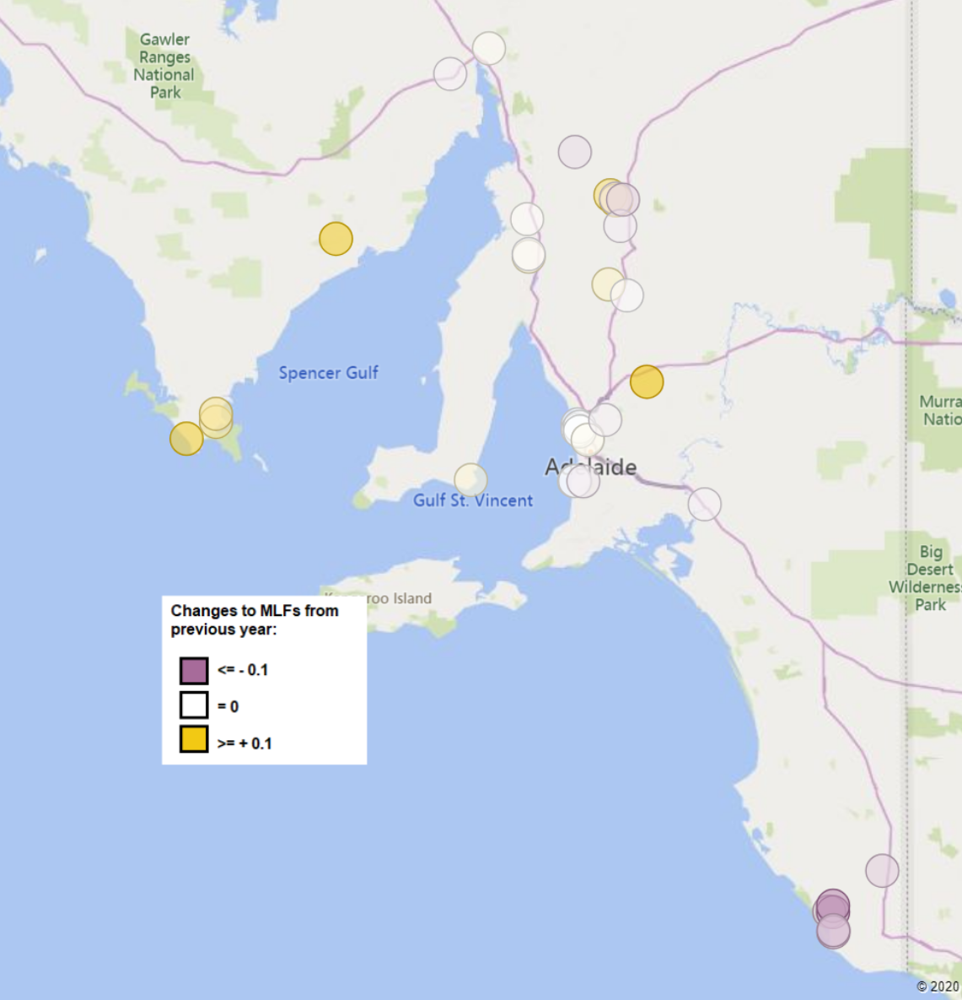 Gawler
Ranges
National
Park
Spencer Gulf
Murra
Natio
Adelaide
Gulf St. Vincent
Big
Desert
Wildernes
Park
roo Island
Changes to MLFs from
previous year:
<= - 0.1
= 0
>= + 0.1
© 2020